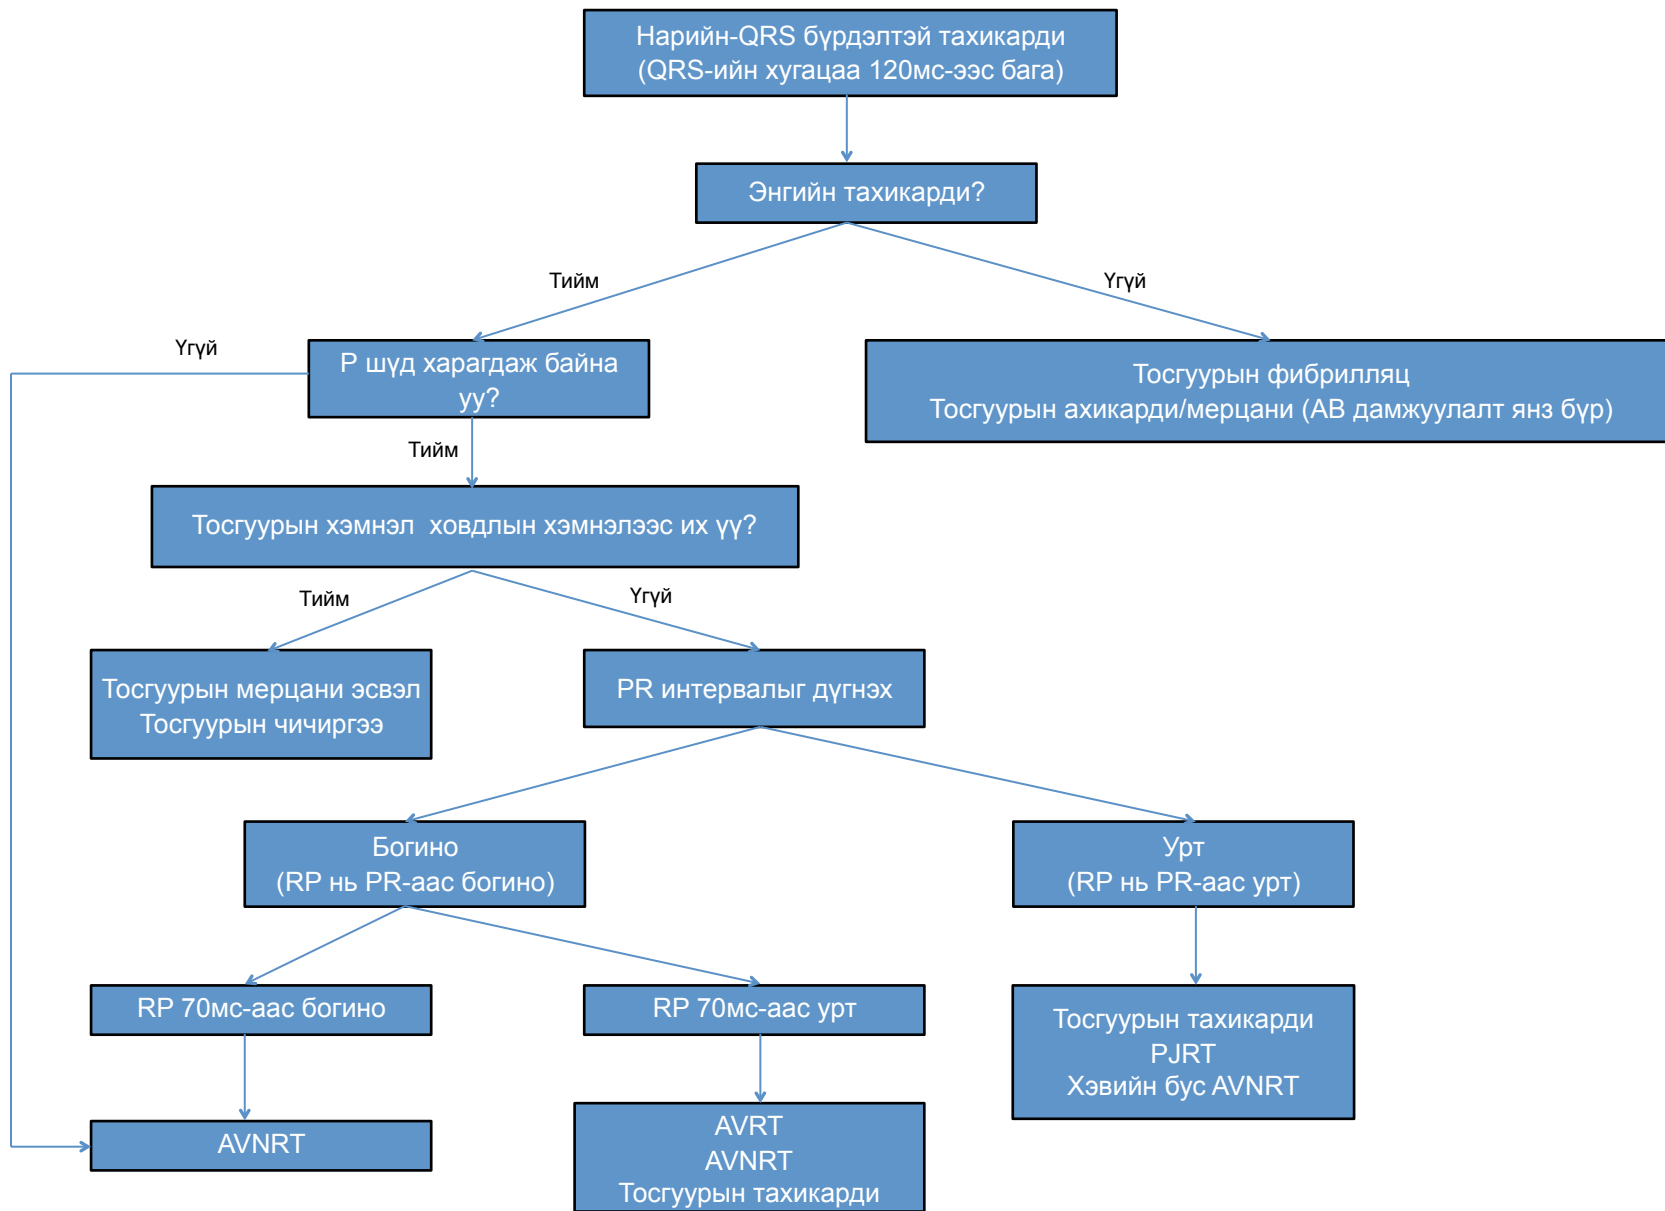 Нарийн-QRS бүрдэлтэй тахикарди
(QRS-ийн хугацаа 120мс-ээс бага)
Энгийн тахикарди?
Тийм
Үгүй
Үгүй
P шүд харагдаж байна
уу?
Тосгуурын фибрилляц
Тосгуурын ахикарди/мерцани (АВ дамжуулалт янз бүр)
Тийм
Тосгуурын хэмнэл ховдлын хэмнэлээс их үү?
Тийм
Үгүй
Тосгуурын мерцани эсвэл
Тосгуурын чичиргээ
PR интервалыг дүгнэх
Богино
(RP нь PR-аас богино)
Урт
(RP нь PR-аас урт)
RP 70мс-аас богино
RP 70мс-аас урт
Тосгуурын тахикарди
PJRT
Хэвийн бус AVNRT
AVNRT
AVRT
AVNRT
Тосгуурын тахикарди